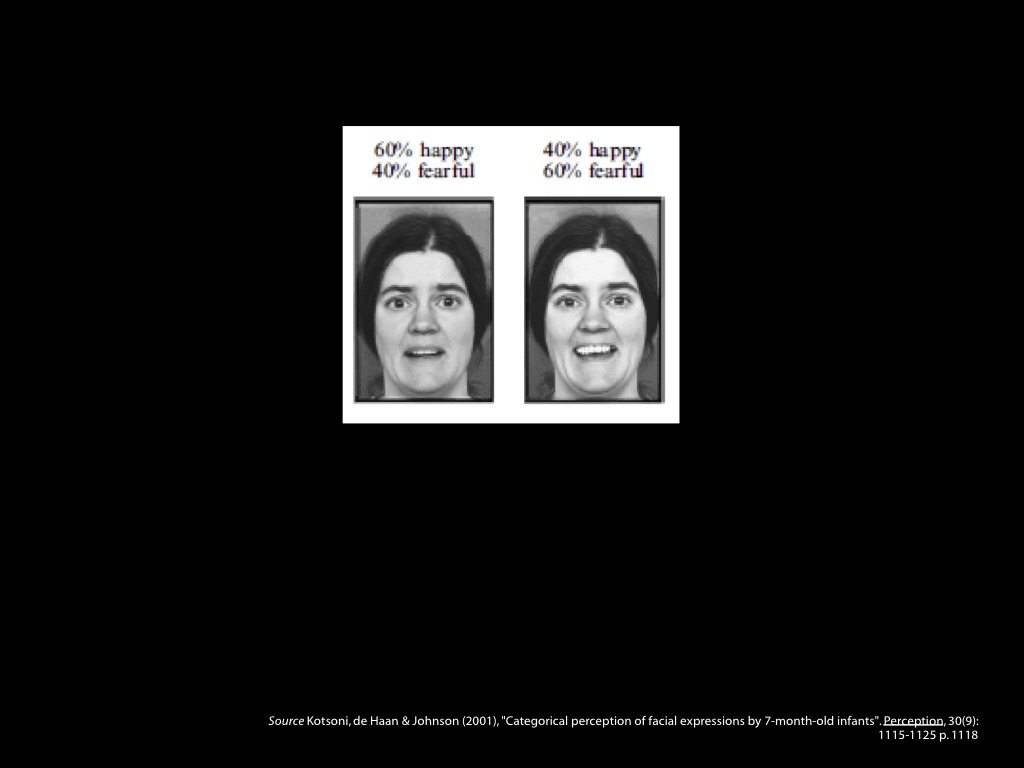 60% happy
40% fearful
40% happy
60% fearful
Source Kotsoni, de Haan & Johnson (2001), "Categorical perception of facial expressions by 7-month-old infants". Perception, 30(9):
1115-1125 p. 1118